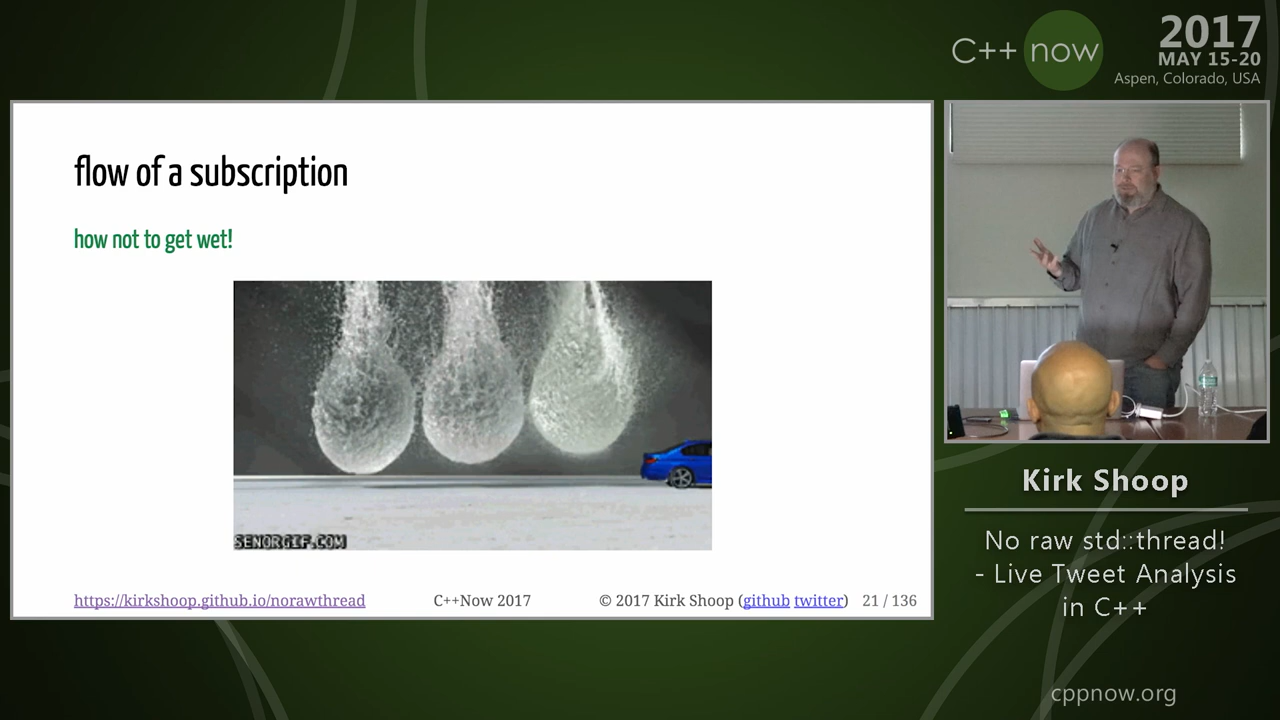 C++ now
2017
MAY 15-20
Aspen, Colorado, USA
flow of a subscription
how not to get wet!
SENORGIF.COM
https://kirkshoop.github.io/norawthread
C++Now 2017
© 2017 Kirk Shoop (github twitter)
21 / 136
Kirk Shoop
No raw std::thread!
- Live Tweet Analysis
in C++
cppnow.org